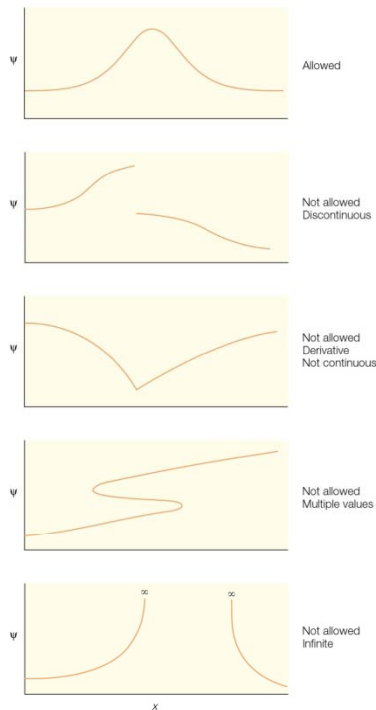 Ψ
Allowed
Ψ
Not allowed
Discontinuous
Ψ
Not allowed
Derivative
Not continuous
Ψ
Not allowed
Multiple values
∞ ∞
Ψ
Not allowed
Infinite
x